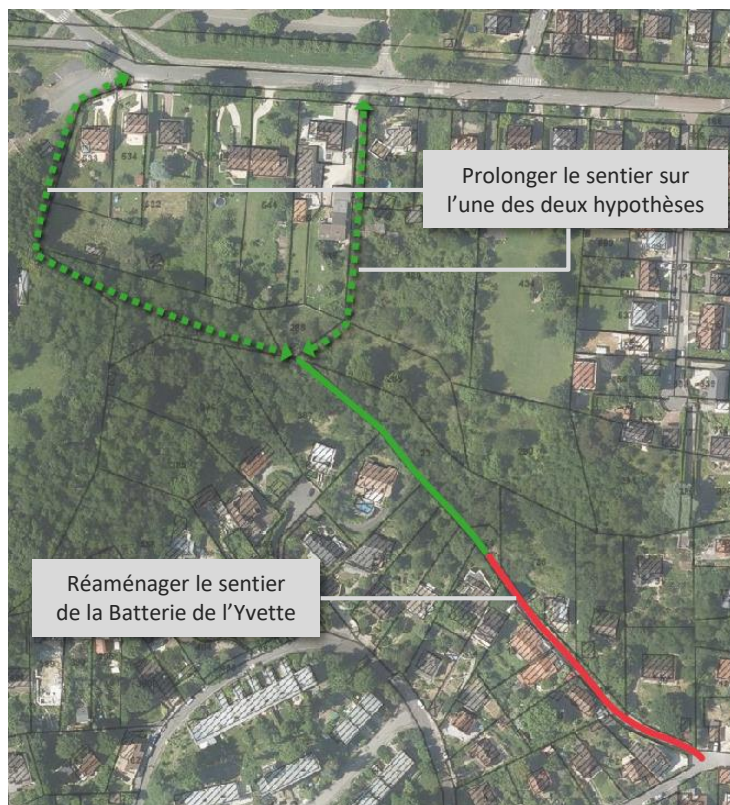 Prolonger le sentier sur
l’une des deux hypothèses
Réaménager le sentier
de la Batterie de l’Yvette